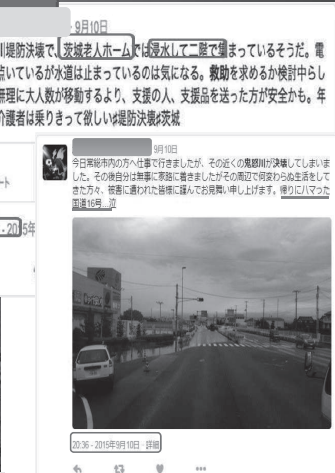 - 9月10日
川堤防決壊で、茨城老人ホームでは浸水して二階で集まっているそうだ。電
点いているが水道は止まっているのは気になる。救助を求めるか検討中らし
無理に大人数が移動するより、支援の人、支援品を送った方が安全かも。年
介護者は乗りきって欲しい#堤防決壊#茨城
ート
- 2015年
9月10日
今日常総市内の方へ仕事で行きましたが、その近くの鬼怒川が決壊してしまいま
した。その後自分は無事に家路に着きましたがその周辺で何変わらぬ生活をして
きた方々、被害に遭われた皆様に謹んでお見舞い申し上げます。帰りにハマった
国道16号...泣
20:36 - 2015年9月10日 · 詳細